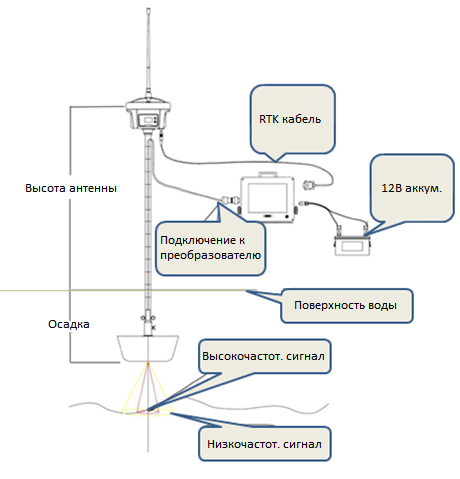 RTK кабель
Высота антенны
12В аккум.
Подключение к
преобразователю
Поверхность воды
Осадка
Высокочастот. сигнал
Низкочастот. сигнал